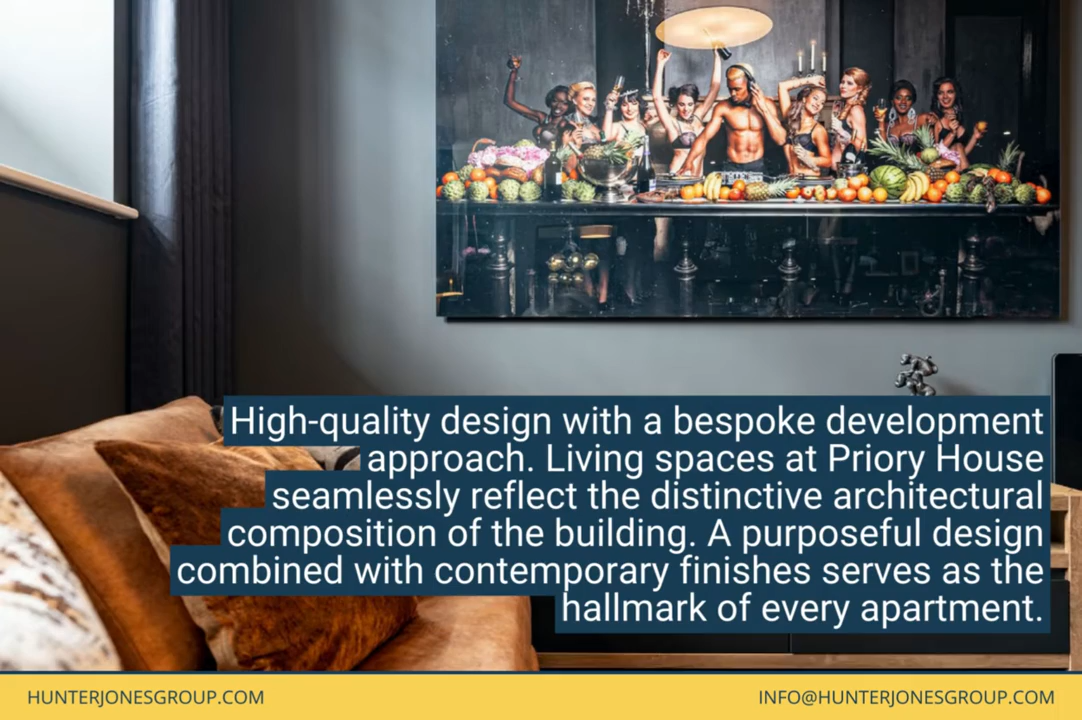 High-quality design with a bespoke development
approach. Living spaces at Priory House
seamlessly reflect the distinctive architectural
composition of the building. A purposeful design
combined with contemporary finishes serves as the
hallmark of every apartment.
HUNTERJONESGROUP.COM
INFO@HUNTERJONESGROUP.COM